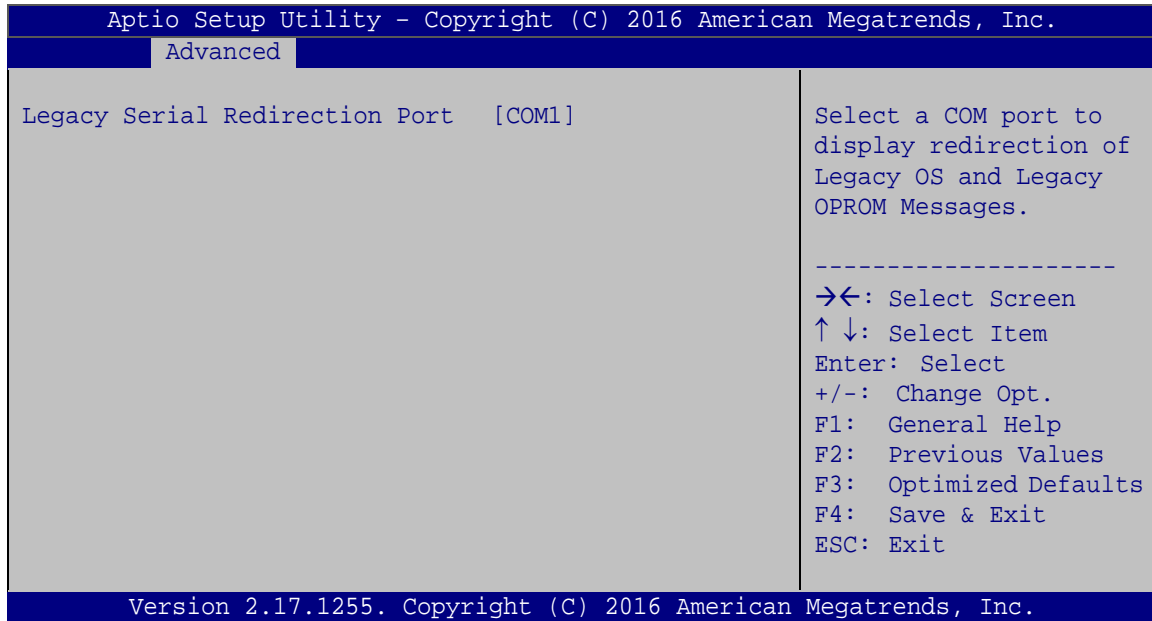 Aptio Setup Utility – Copyright (C) 2016 American Megatrends, Inc.
Advanced
Legacy Serial Redirection Port [COM1]
Select a COM port to
display redirection of
Legacy OS and Legacy
OPROM Messages.
---------------------
→←: Select Screen
↑ ↓: Select Item
Enter: Select
+/-: Change Opt.
F1: General Help
F2: Previous Values
F3: Optimized Defaults
F4: Save & Exit
ESC: Exit
Version 2.17.1255. Copyright (C) 2016 American Megatrends, Inc.